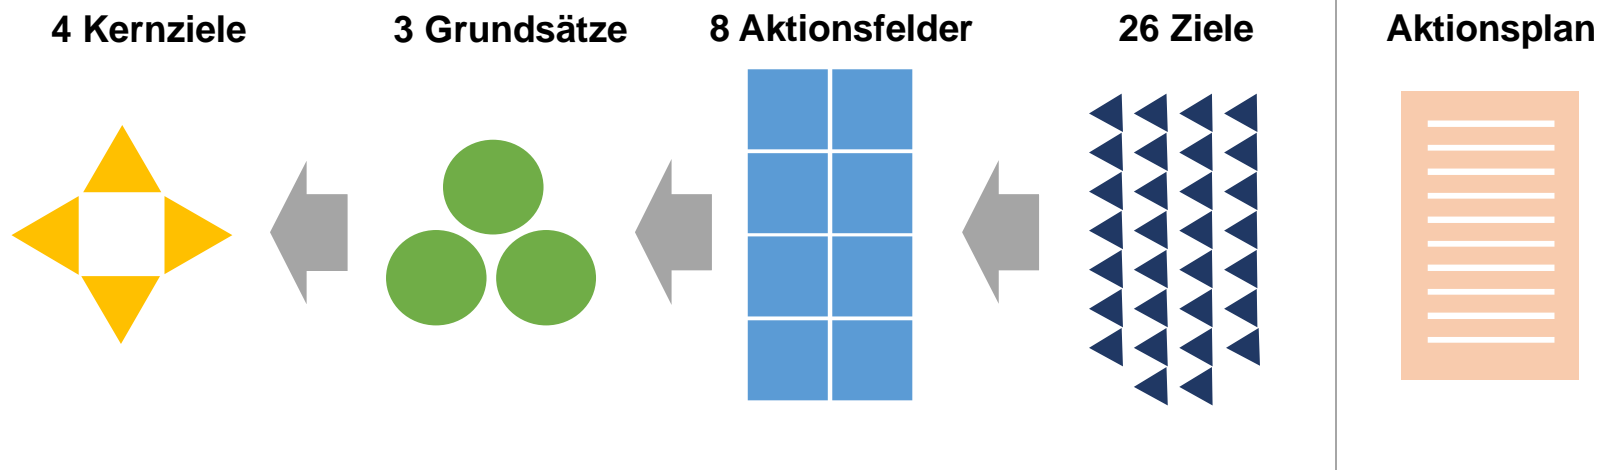 4 Kernziele
3 Grundsätze
8 Aktionsfelder
26 Ziele
Aktionsplan